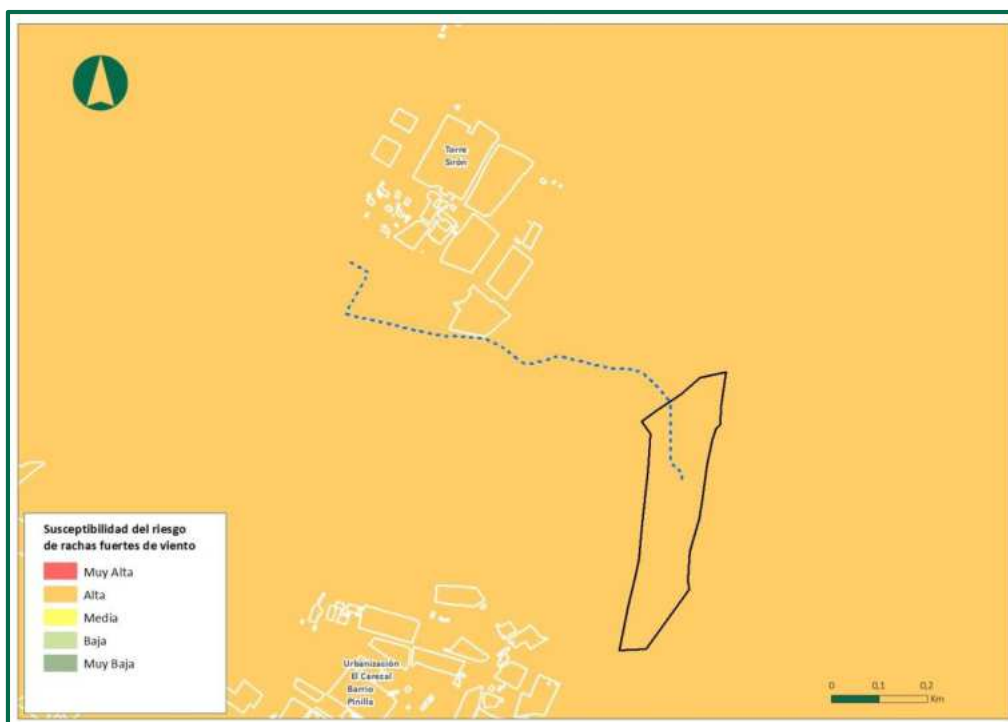 Torre
Sirón
Susceptibilidad del riesgo
de rachas fuertes de viento
Muy Alta
Alta
Media
Baja
Muy Baja
Urbanización
El Carezal
Barrio
Pinilla
0 0,1 0,2
Km